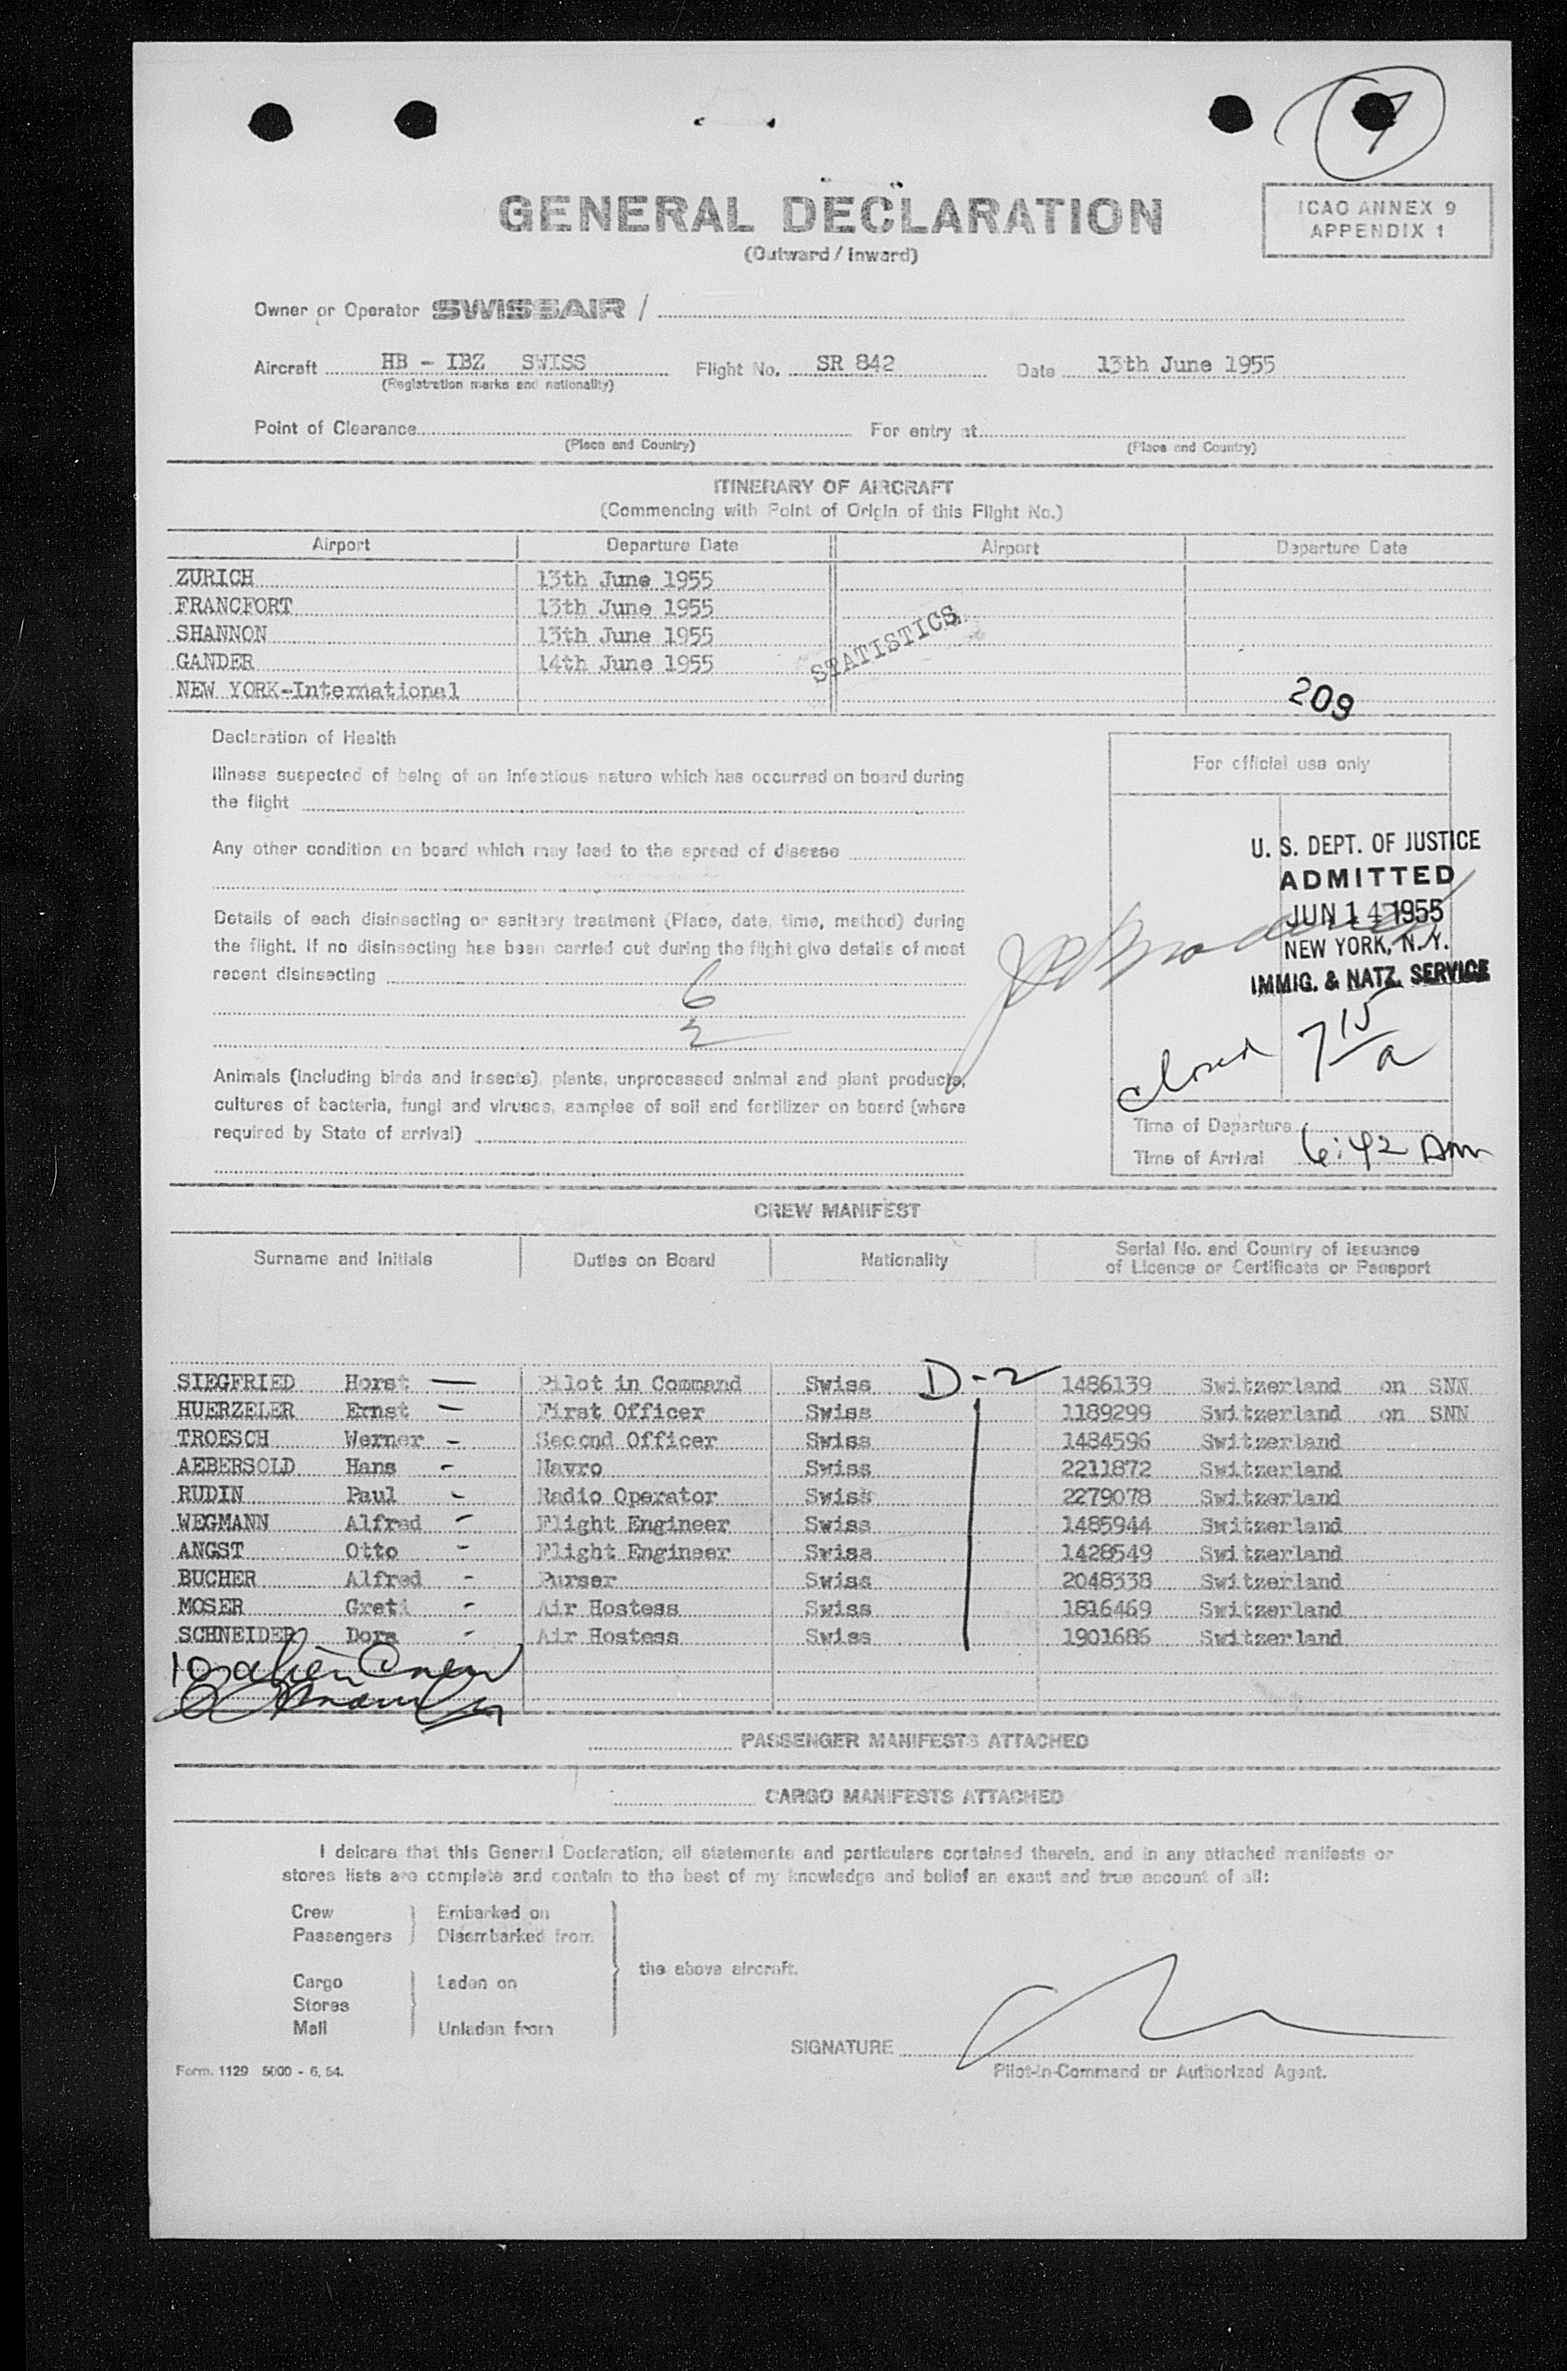 GENERAL DECLARATION
(Outward / Inward)
ICAO ANNEX 9
APPENDIX 1
Owner or Operator SWISSAIR /
Aircraft HB - IBZ SWISS Flight No. SR 842 Date 13th June 1955
(Registration marks and nationality)
Point of Clearance For entry at
(Place and Country) (Place and Country)
ITINERARY OF AIRCRAFT
(Commencing with Point of Origin of this Flight No.)
Airport Departure Date Airport Departure Date
ZURICH 13th June 1955
FRANCFORT 13th June 1955
SHANNON 13th June 1955
GANDER 14th June 1955
NEW YORK-International
STATISTICS
209
Declaration of Health
Illness suspected of being of an infectious nature which has occurred on board during
the flight
Any other condition on board which may lead to the spread of disease
Details of each disinsecting or sanitary treatment (Place, date, time, method) during
the flight. If no disinsecting has been carried out during the flight give details of most
recent disinsecting
6
2
Animals (including birds and insects), plants, unprocessed animal and plant products,
cultures of bacteria, fungi and viruses, samples of soil and fertilizer on board (where
required by State of arrival)
For official use only
U. S. DEPT. OF JUSTICE
ADMITTED
JUN 14 1955
NEW YORK, N.Y.
IMMIG. & NATZ. SERVICE
closed 7 15/a
Time of Departure
Time of Arrival 6:42 Am
CREW MANIFEST
Surname and Initials Duties on Board Nationality Serial No. and Country of Issuance
of Licence or Certificate or Passport
D-2
SIEGFRIED Horst — Pilot in Command Swiss 1486139 Switzerland on SNN
HUERZELER Ernst — First Officer Swiss 1189299 Switzerland on SNN
TROESCH Werner - Second Officer Swiss 1484596 Switzerland
AEBERSOLD Hans - Navro Swiss 2211872 Switzerland
RUDIN Paul - Radio Operator Swiss 2279078 Switzerland
WEGMANN Alfred - Flight Engineer Swiss 1485944 Switzerland
ANGST Otto - Flight Engineer Swiss 1428549 Switzerland
BUCHER Alfred - Purser Swiss 2048338 Switzerland
MOSER Greti - Air Hostess Swiss 1816469 Switzerland
SCHNEIDER Dora - Air Hostess Swiss 1901686 Switzerland
10 alien Crew
PASSENGER MANIFESTS ATTACHED
CARGO MANIFESTS ATTACHED
I delcare that this General Declaration, all statements and particulars contained therein, and in any attached manifests or
stores lists are complete and contain to the best of my knowledge and belief an exact and true account of all:
Crew Embarked on
Passengers Disembarked from
the above aircraft.
Cargo Laden on
Stores
Mail Unladen from
SIGNATURE
Pilot-in-Command or Authorized Agent.
Form. 1129 5000 - 6. 54.